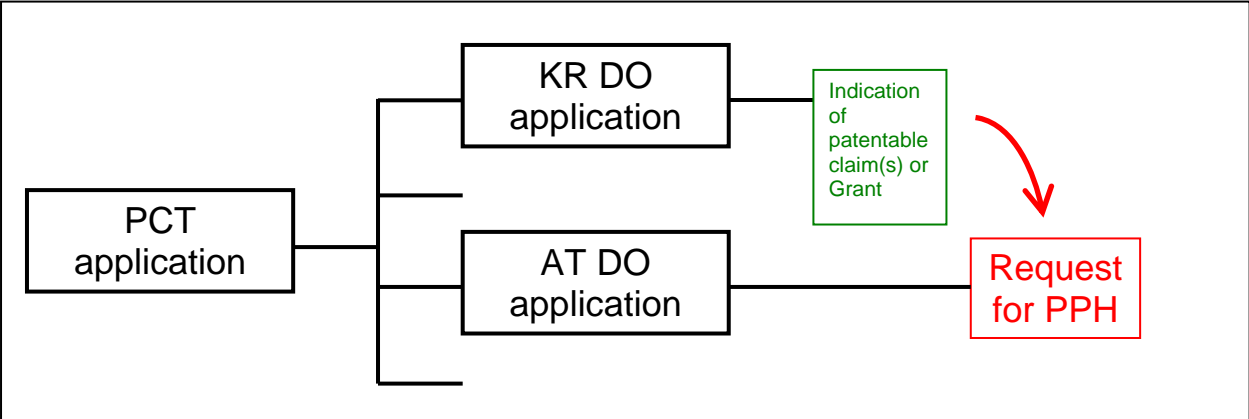 KR DO
application
Indication
of
patentable
claim(s) or
Grant
PCT
application
AT DO
application
Request
for PPH